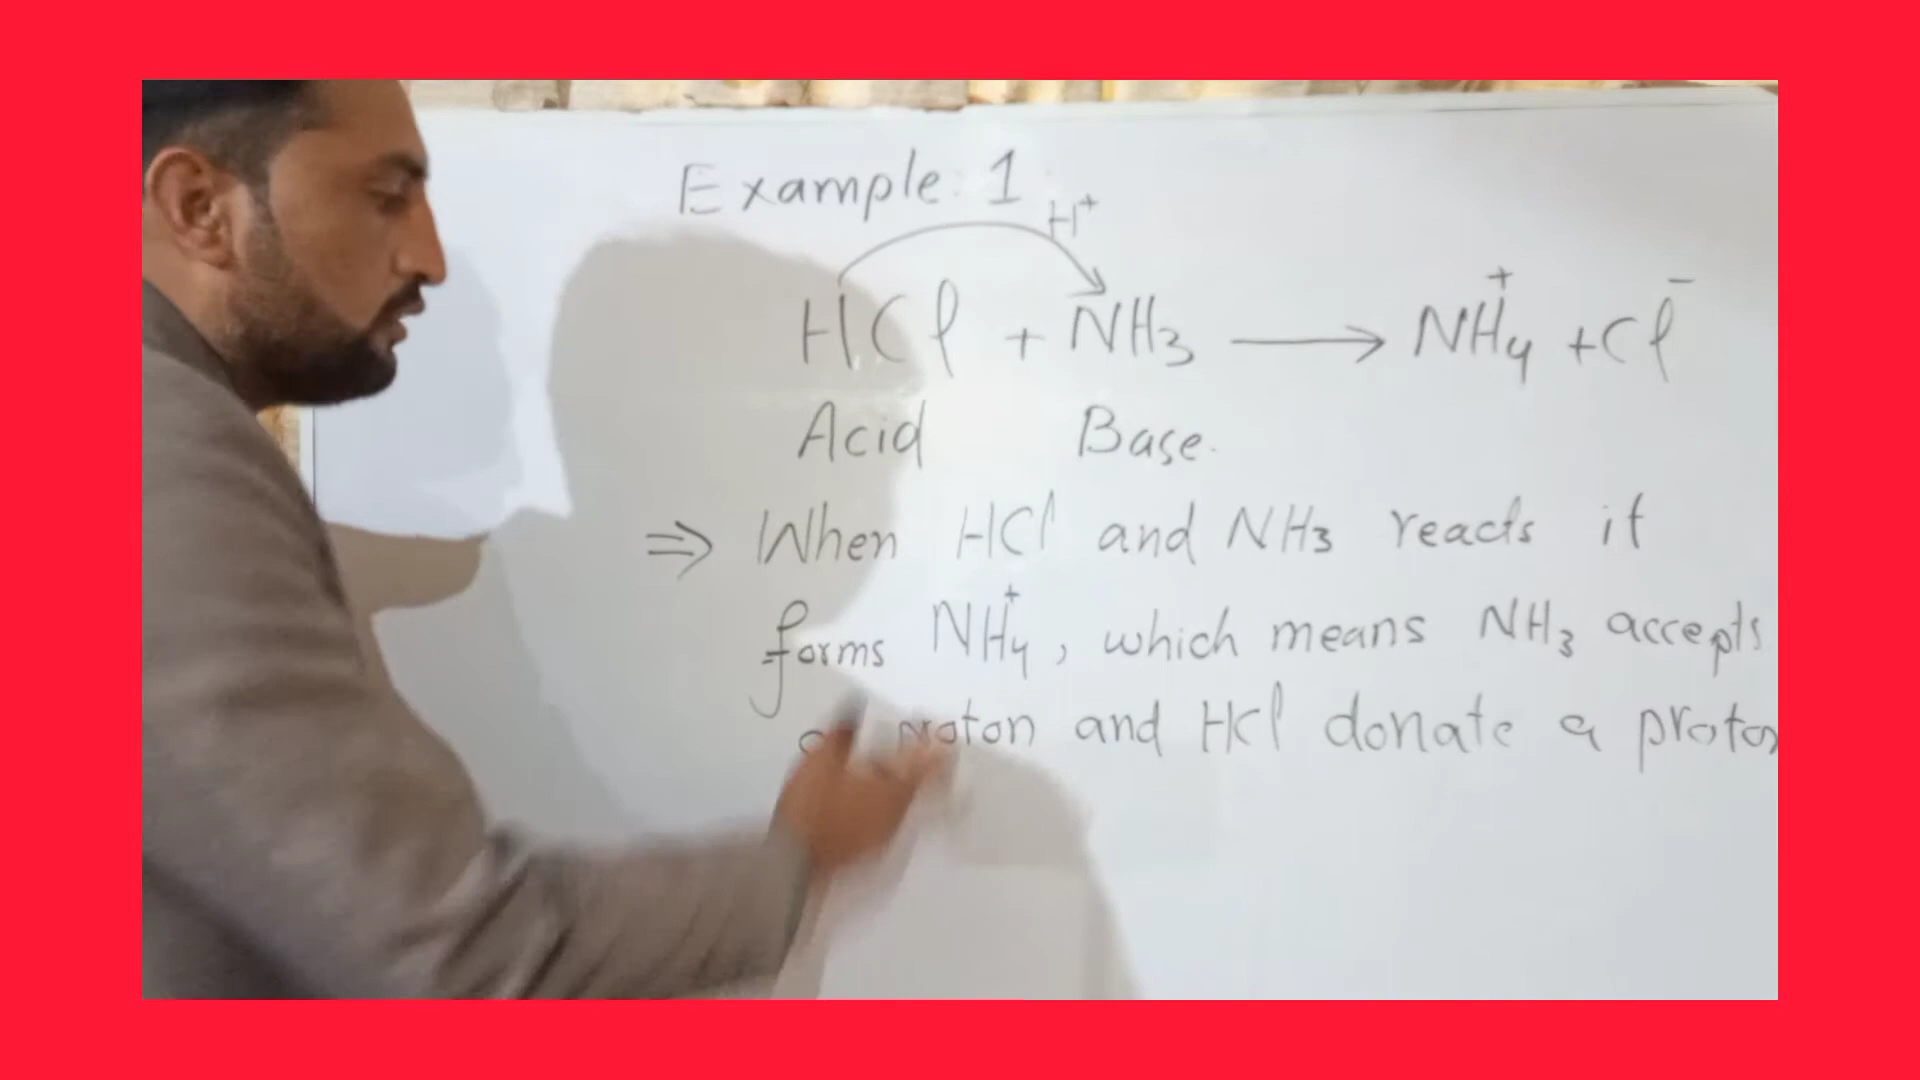 Example: 1
H⁺
HCl + NH₃ ⟶ NH₄⁺ + Cl⁻
Acid Base.
⇒ When HCl and NH₃ reacts it
forms NH₄⁺, which means NH₃ accepts
proton and HCl donate a proton